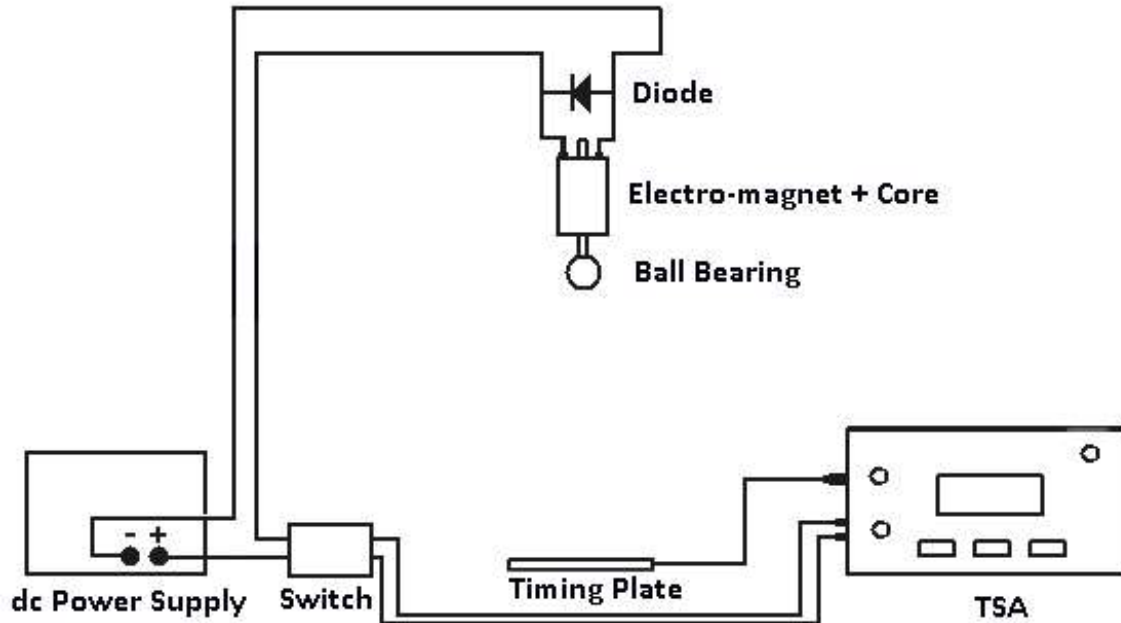 Diode
Electro-magnet + Core
Ball Bearing
- +
dc Power Supply
Switch
Timing Plate
TSA